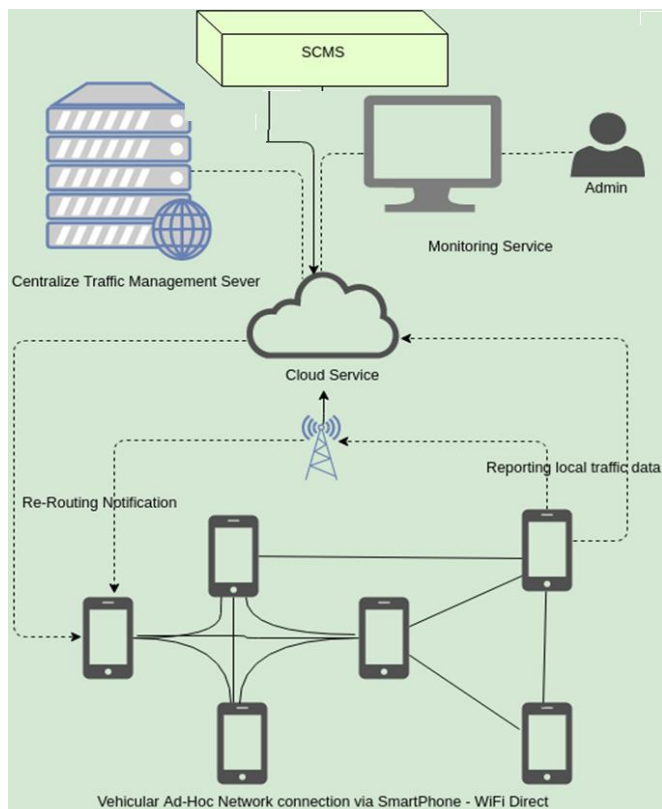 SCMS
Admin
Monitoring Service
Centralize Traffic Management Sever
Cloud Service
Reporting local traffic data
Re-Routing Notification
Vehicular Ad-Hoc Network connection via SmartPhone - WiFi Direct